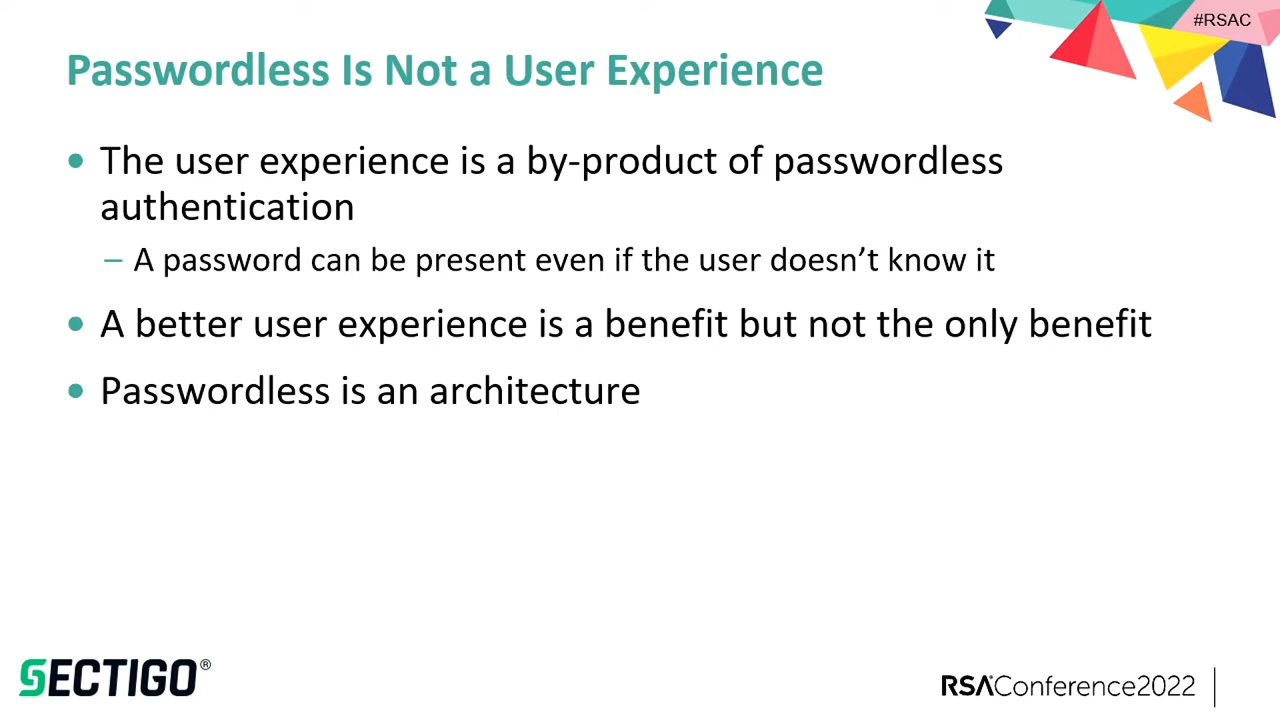 #RSAC
Passwordless Is Not a User Experience
• The user experience is a by-product of passwordless
authentication
– A password can be present even if the user doesn’t know it
• A better user experience is a benefit but not the only benefit
• Passwordless is an architecture
SECTIGO®
RSAConference2022